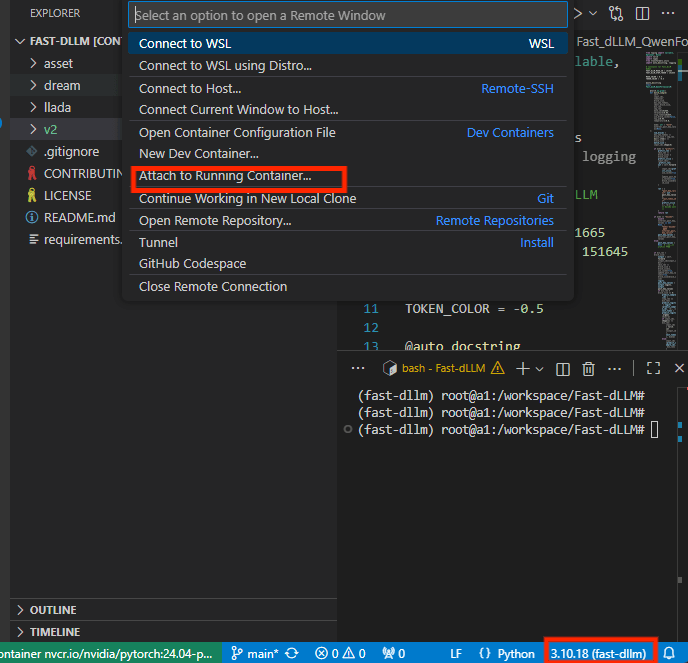 EXPLORER
Select an option to open a Remote Window
FAST-DLLM [CONT
Connect to WSL WSL
Fast_dLLM_QwenFo
asset
Connect to WSL using Distro...
lable,
dream
Connect to Host... Remote-SSH
llada
Connect Current Window to Host...
v2
Open Container Configuration File Dev Containers
s
.gitignore
New Dev Container...
logging
CONTRIBUTIN
Attach to Running Container...
LICENSE
Continue Working in New Local Clone Git
LLM
README.md
Open Remote Repository... Remote Repositories
requirements.
Tunnel Install
1665
151645
GitHub Codespace
Close Remote Connection
11 TOKEN_COLOR = -0.5
12
13 @auto_docstring
bash - Fast-dLLM
(fast-dllm) root@a1:/workspace/Fast-dLLM#
(fast-dllm) root@a1:/workspace/Fast-dLLM#
(fast-dllm) root@a1:/workspace/Fast-dLLM#
OUTLINE
TIMELINE
ontainer nvcr.io/nvidia/pytorch:24.04-p... main* 0 0 0 LF Python 3.10.18 (fast-dllm)